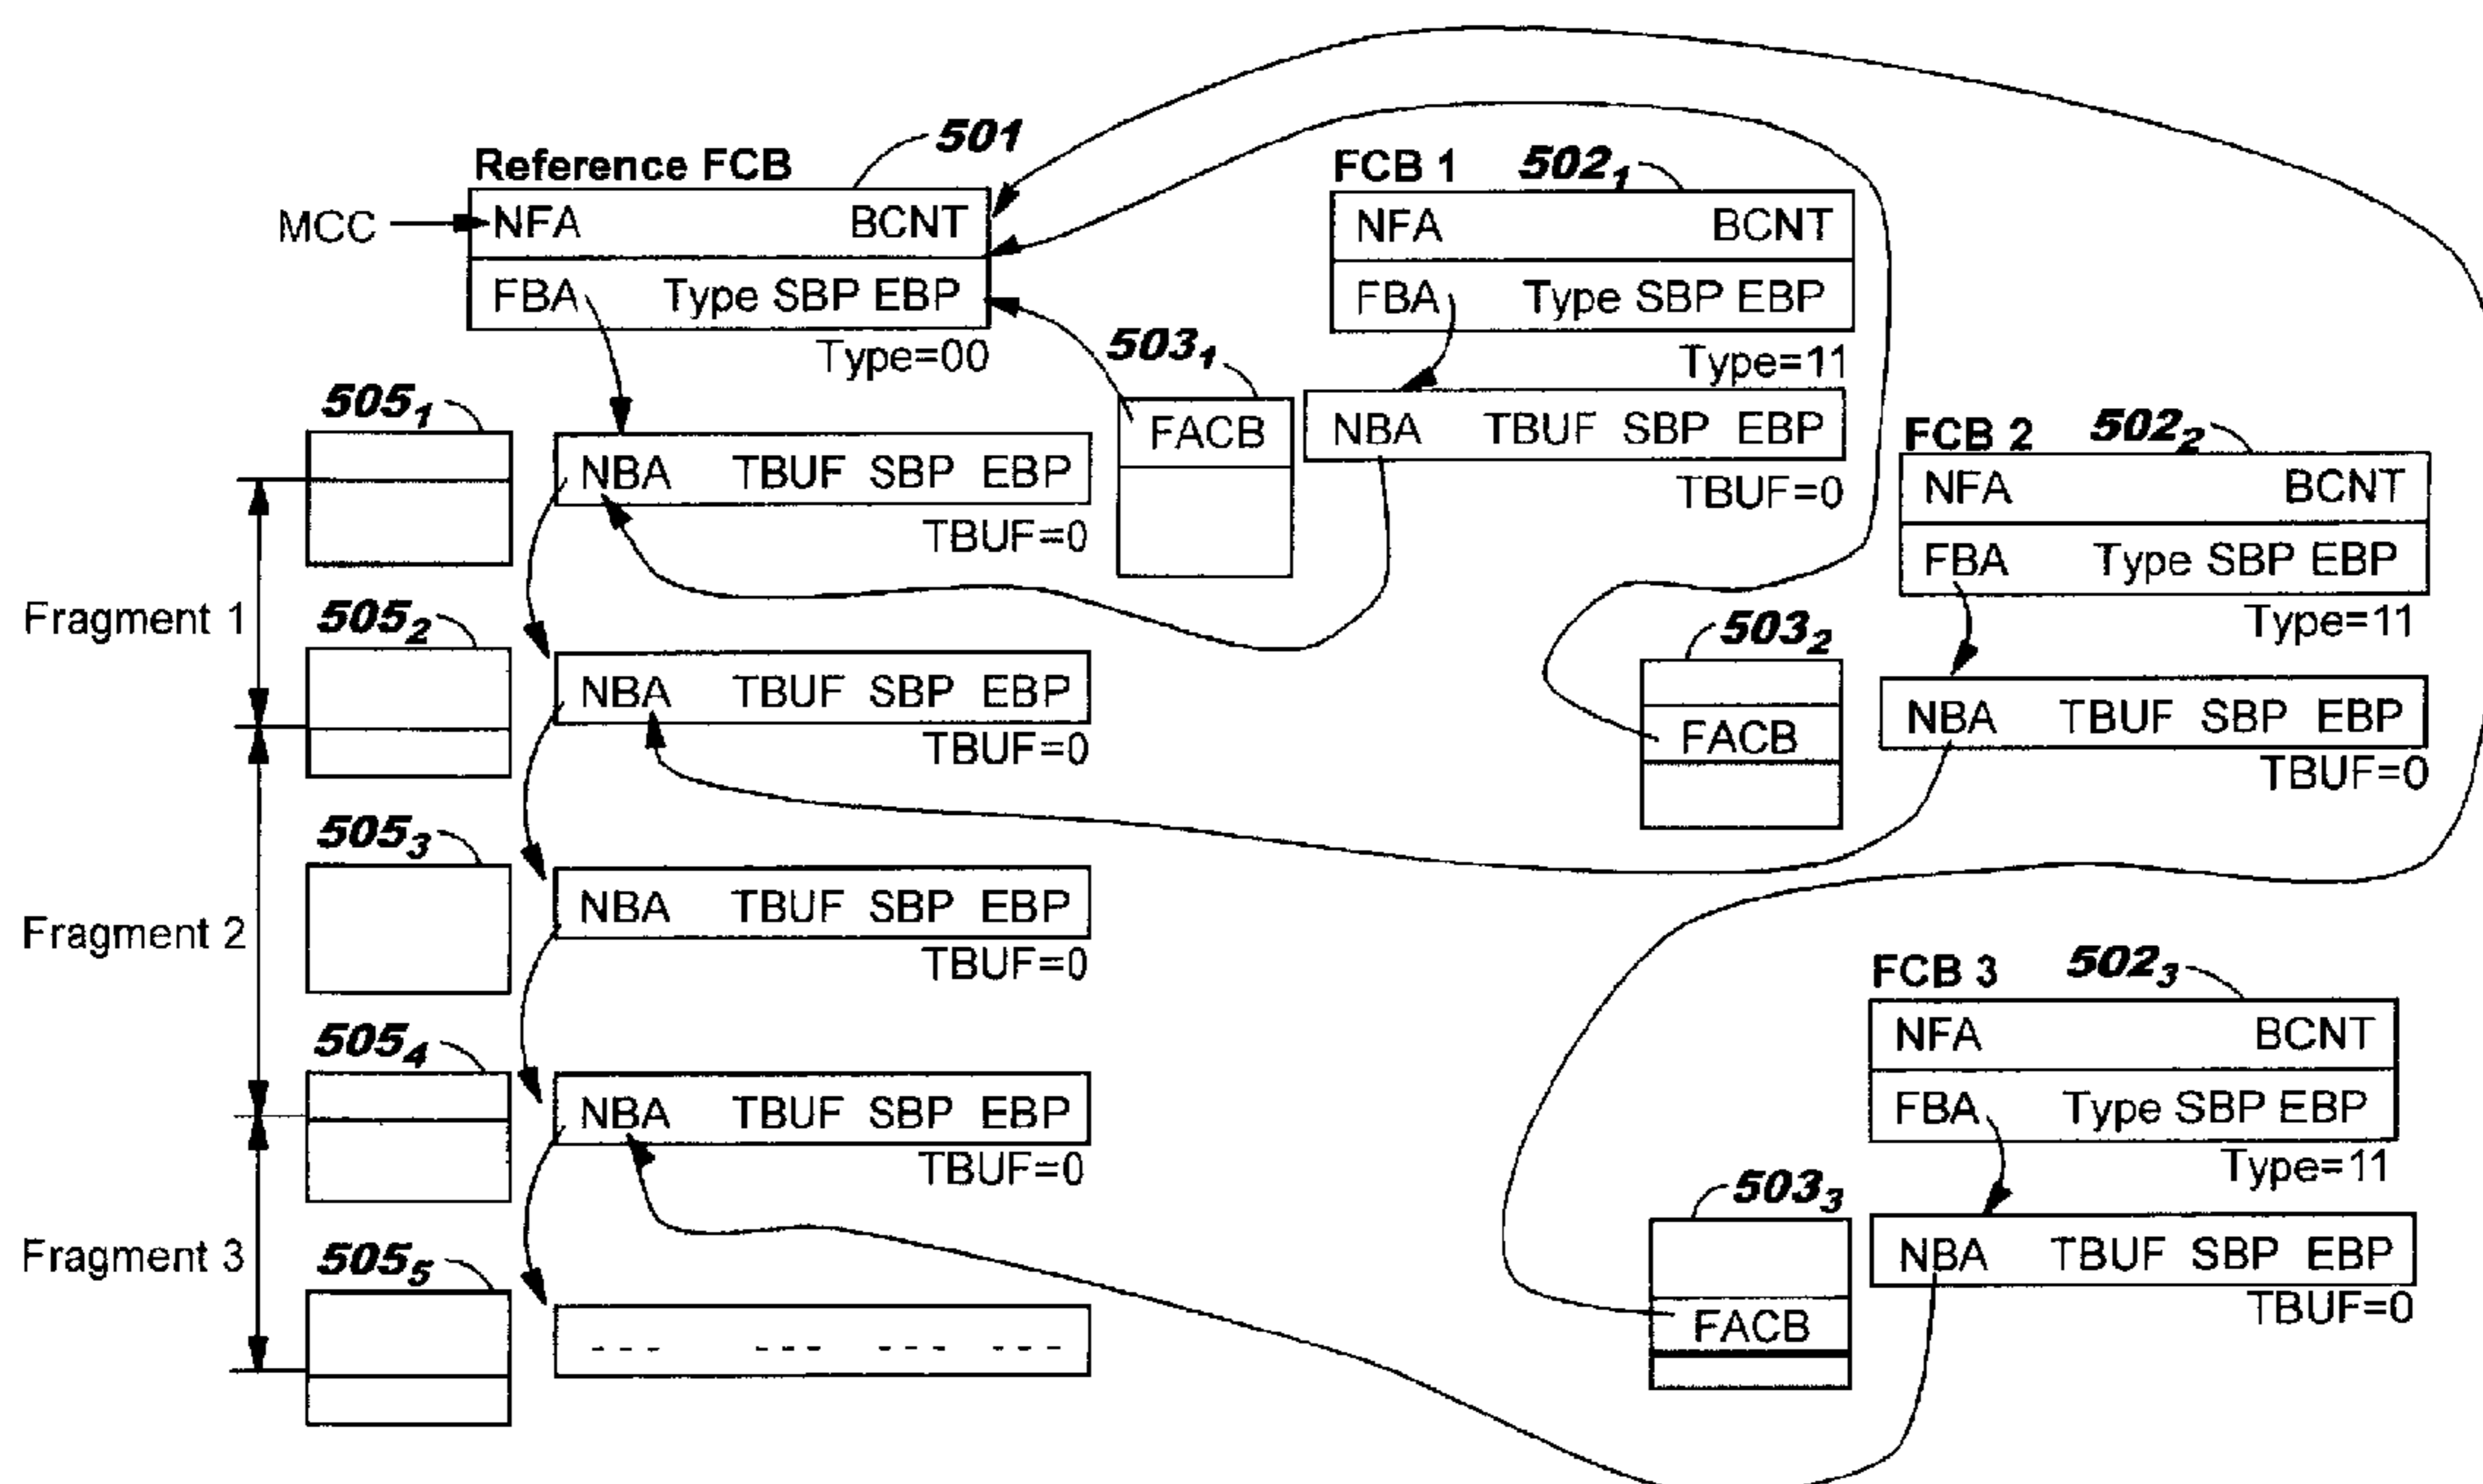 501
Reference FCB
FCB 1 502₁
MCC NFA BCNT
NFA BCNT
FBA Type SBP EBP
FBA Type SBP EBP
Type=00
503₁
Type=11
505₁
FACB
NBA TBUF SBP EBP
FCB 2 502₂
NBA TBUF SBP EBP
TBUF=0
NFA BCNT
TBUF=0
FBA Type SBP EBP
Fragment 1
505₂
503₂
Type=11
NBA TBUF SBP EBP
NBA TBUF SBP EBP
FACB
TBUF=0
TBUF=0
505₃
Fragment 2
NBA TBUF SBP EBP
TBUF=0
FCB 3 502₃
NFA BCNT
505₄
NBA TBUF SBP EBP
FBA Type SBP EBP
TBUF=0
Type=11
503₃
Fragment 3
505₅
NBA TBUF SBP EBP
TBUF=0
FACB
--- --- --- ---